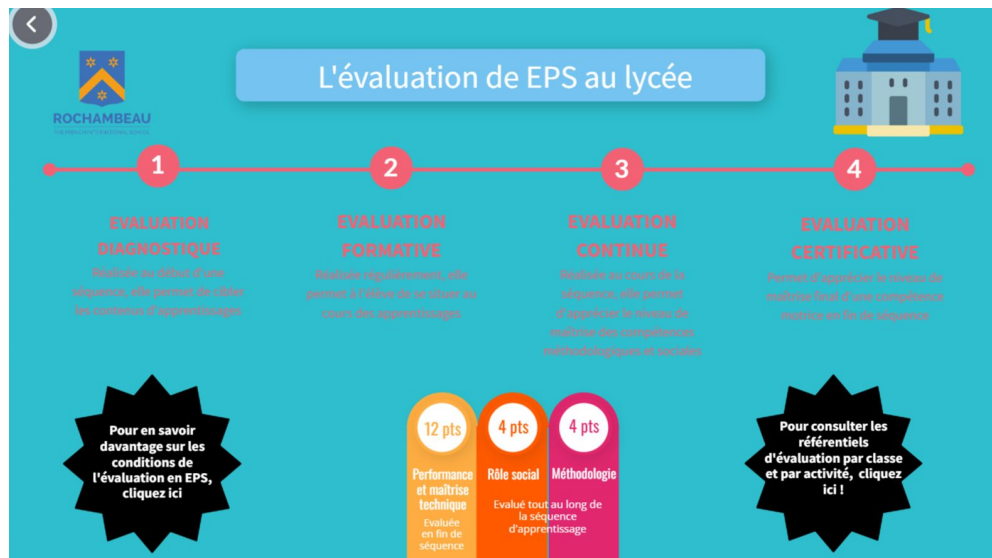 L'évaluation de EPS au lycée
ROCHAMBEAU
1
2
3
4
EVALUATION
DIAGNOSTIQUE
Réalisée au début d'une
séquence, elle permet de cibler
les contenus d'apprentissages
EVALUATION
FORMATIVE
Réalisée régulièrement, elle
permet à l'élève de se situer au
cours des apprentissages
EVALUATION
CONTINUE
Réalisée au cours de la
séquence, elle permet
d'apprécier le niveau de
maîtrise des compétences
méthodologiques et sociales
EVALUATION
CERTIFICATIVE
Permet d'apprécier le niveau de
maîtrise final d'une compétence
motrice en fin de séquence
Pour en savoir
davantage sur les
conditions de
l'évaluation en EPS,
cliquez ici
12 pts
Performance
et maîtrise
technique
Evaluée
en fin de
séquence
4 pts
Rôle social
4 pts
Méthodologie
Evalué tout au long de
la séquence
d'apprentissage
Pour consulter les
référentiels
d'évaluation par classe
et par activité, cliquez
ici !